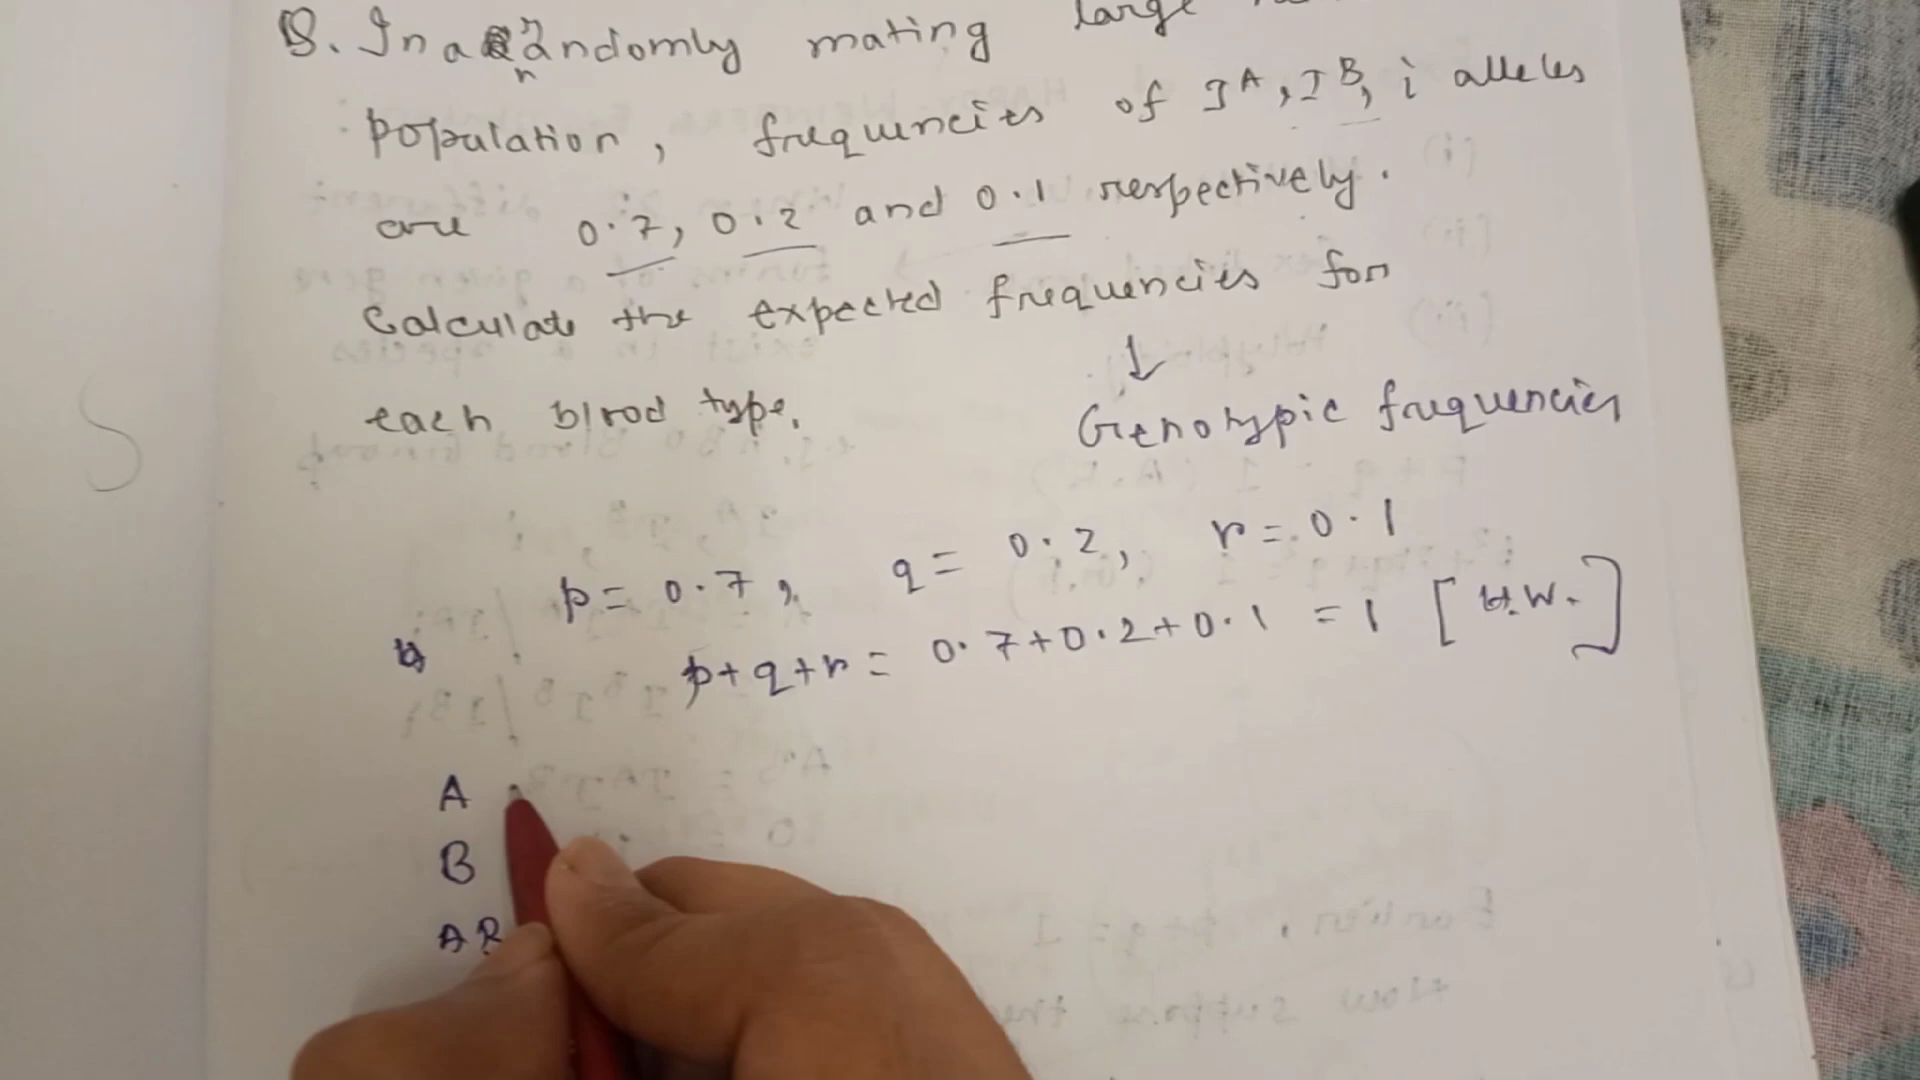 Q. In a randomly mating large
population, frequencies of Iᴬ, Iᴮ, i alleles
are 0.7, 0.2 and 0.1 respectively.
Calculate the expected frequencies for
each blood type.
↓
Genotypic frequencies
p = 0.7, q = 0.2, r = 0.1
p+q+r = 0.7+0.2+0.1 = 1 [H.W.]
A
B
AB